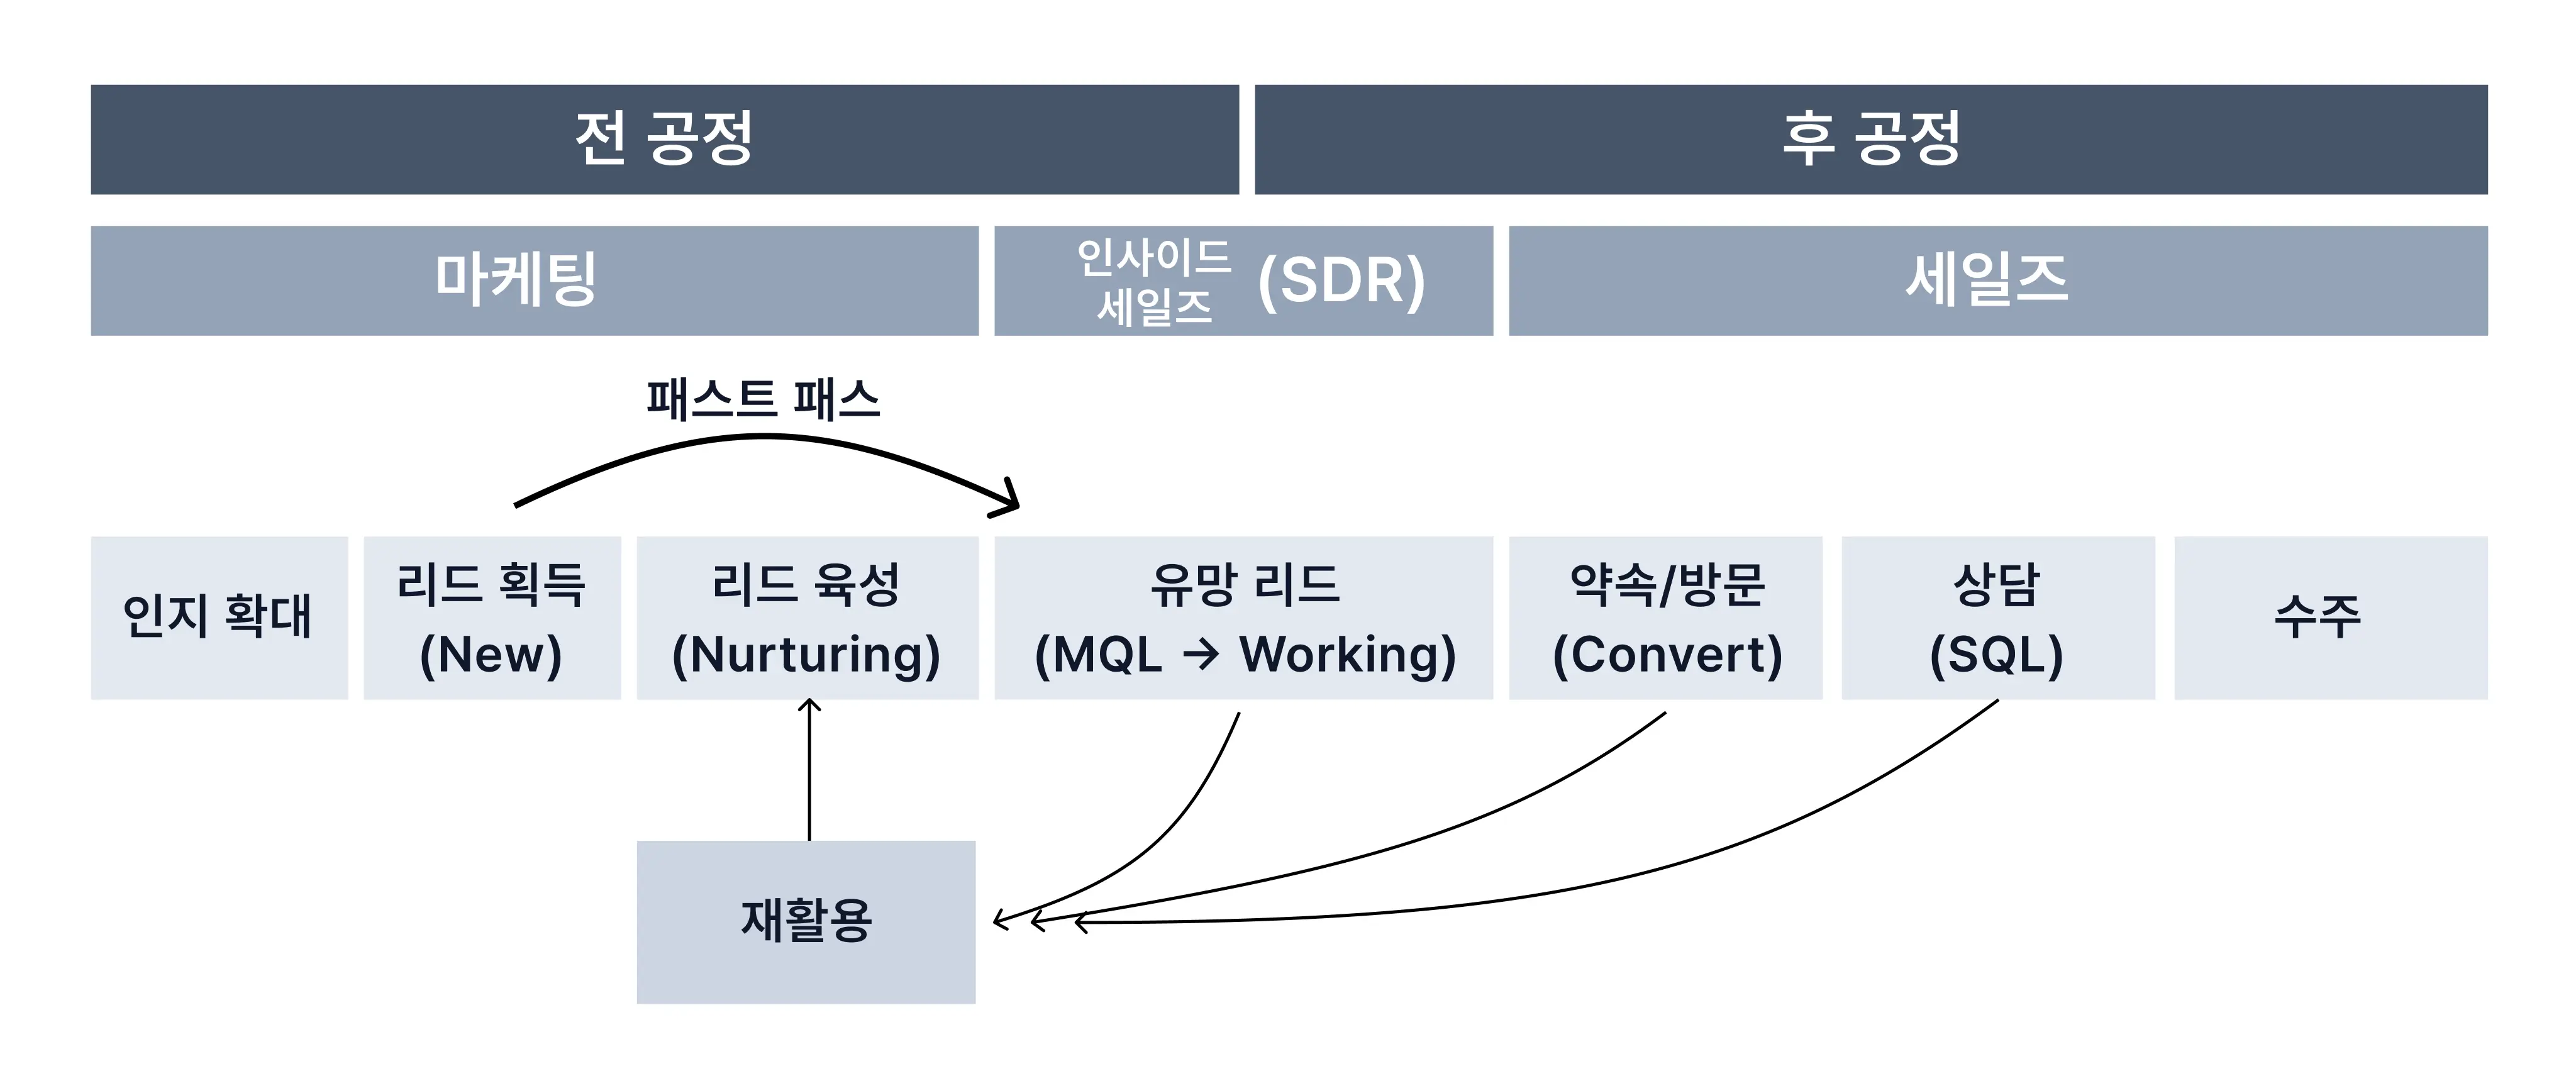 전 공정
후 공정
마케팅
인사이드
세일즈
(SDR)
세일즈
패스트 패스
인지 확대
리드 획득
(New)
리드 육성
(Nurturing)
유망 리드
(MQL → Working)
약속/방문
(Convert)
상담
(SQL)
수주
재활용